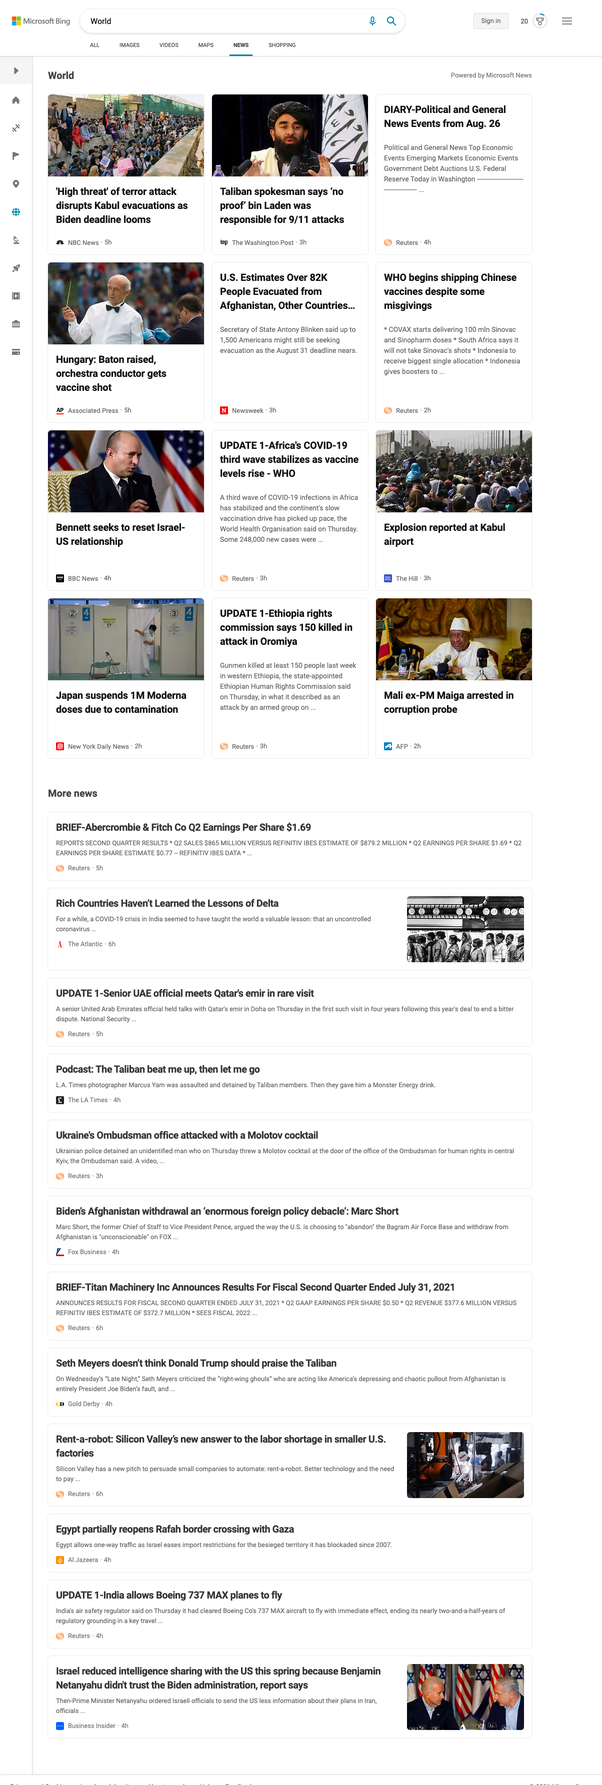 Microsoft Bing
World
Sign in
20
ALL
IMAGES
VIDEOS
MAPS
NEWS
SHOPPING
World
Powered by Microsoft News
'High threat' of terror attack
disrupts Kabul evacuations as
Biden deadline looms
NBC News · 5h
Taliban spokesman says ‘no
proof’ bin Laden was
responsible for 9/11 attacks
The Washington Post · 3h
DIARY-Political and General
News Events from Aug. 26
Political and General News Top Economic
Events Emerging Markets Economic Events
Government Debt Auctions U.S. Federal
Reserve Today in Washington ——————
————— ...
Reuters · 4h
Hungary: Baton raised,
orchestra conductor gets
vaccine shot
Associated Press · 5h
U.S. Estimates Over 82K
People Evacuated from
Afghanistan, Other Countries...
Secretary of State Antony Blinken said up to
1,500 Americans might still be seeking
evacuation as the August 31 deadline nears.
Newsweek · 3h
WHO begins shipping Chinese
vaccines despite some
misgivings
* COVAX starts delivering 100 mln Sinovac
and Sinopharm doses * South Africa says it
will not take Sinovac's shots * Indonesia to
receive biggest single allocation * Indonesia
gives boosters to ...
Reuters · 2h
Bennett seeks to reset Israel-
US relationship
BBC News · 4h
UPDATE 1-Africa's COVID-19
third wave stabilizes as vaccine
levels rise - WHO
A third wave of COVID-19 infections in Africa
has stabilized and the continent's slow
vaccination drive has picked up pace, the
World Health Organisation said on Thursday.
Some 248,000 new cases were ...
Reuters · 3h
Explosion reported at Kabul
airport
The Hill · 3h
Japan suspends 1M Moderna
doses due to contamination
New York Daily News · 2h
UPDATE 1-Ethiopia rights
commission says 150 killed in
attack in Oromiya
Gunmen killed at least 150 people last week
in western Ethiopia, the state-appointed
Ethiopian Human Rights Commission said
on Thursday, in what it described as an
attack by an armed group on ...
Reuters · 3h
Mali ex-PM Maiga arrested in
corruption probe
AFP · 2h
More news
BRIEF-Abercrombie & Fitch Co Q2 Earnings Per Share $1.69
REPORTS SECOND QUARTER RESULTS * Q2 SALES $865 MILLION VERSUS REFINITIV IBES ESTIMATE OF $879.2 MILLION * Q2 EARNINGS PER SHARE $1.69 * Q2
EARNINGS PER SHARE ESTIMATE $0.77 -- REFINITIV IBES DATA * ...
Reuters · 5h
Rich Countries Haven’t Learned the Lessons of Delta
For a while, a COVID-19 crisis in India seemed to have taught the world a valuable lesson: that an uncontrolled
coronavirus ...
The Atlantic · 6h
UPDATE 1-Senior UAE official meets Qatar's emir in rare visit
A senior United Arab Emirates official held talks with Qatar's emir in Doha on Thursday in the first such visit in four years following this year's deal to end a bitter
dispute. National Security ...
Reuters · 5h
Podcast: The Taliban beat me up, then let me go
L.A. Times photographer Marcus Yam was assaulted and detained by Taliban members. Then they gave him a Monster Energy drink.
The LA Times · 4h
Ukraine's Ombudsman office attacked with a Molotov cocktail
Ukrainian police detained an unidentified man who on Thursday threw a Molotov cocktail at the door of the office of the Ombudsman for human rights in central
Kyiv, the Ombudsman said. A video, ...
Reuters · 3h
Biden’s Afghanistan withdrawal an ‘enormous foreign policy debacle’: Marc Short
Marc Short, the former Chief of Staff to Vice President Pence, argued the way the U.S. is choosing to "abandon" the Bagram Air Force Base and withdraw from
Afghanistan is "unconscionable" on FOX ...
Fox Business · 4h
BRIEF-Titan Machinery Inc Announces Results For Fiscal Second Quarter Ended July 31, 2021
ANNOUNCES RESULTS FOR FISCAL SECOND QUARTER ENDED JULY 31, 2021 * Q2 GAAP EARNINGS PER SHARE $0.50 * Q2 REVENUE $377.6 MILLION VERSUS
REFINITIV IBES ESTIMATE OF $372.7 MILLION * SEES FISCAL 2022 ...
Reuters · 6h
Seth Meyers doesn’t think Donald Trump should praise the Taliban
On Wednesday's "Late Night," Seth Meyers criticized the "right-wing ghouls" who are acting like America's depressing and chaotic pullout from Afghanistan is
entirely President Joe Biden's fault, and ...
Gold Derby · 4h
Rent-a-robot: Silicon Valley’s new answer to the labor shortage in smaller U.S.
factories
Silicon Valley has a new pitch to persuade small companies to automate: rent-a-robot. Better technology and the need
to pay ...
Reuters · 6h
Egypt partially reopens Rafah border crossing with Gaza
Egypt allows one-way traffic as Israel eases import restrictions for the besieged territory it has blockaded since 2007.
Al Jazeera · 4h
UPDATE 1-India allows Boeing 737 MAX planes to fly
India's air safety regulator said on Thursday it had cleared Boeing Co's 737 MAX aircraft to fly with immediate effect, ending its nearly two-and-a-half-years of
regulatory grounding in a key travel ...
Reuters · 4h
Israel reduced intelligence sharing with the US this spring because Benjamin
Netanyahu didn't trust the Biden administration, report says
Then-Prime Minister Netanyahu ordered Israeli officials to send the US less information about their plans in Iran,
officials ...
Business Insider · 4h